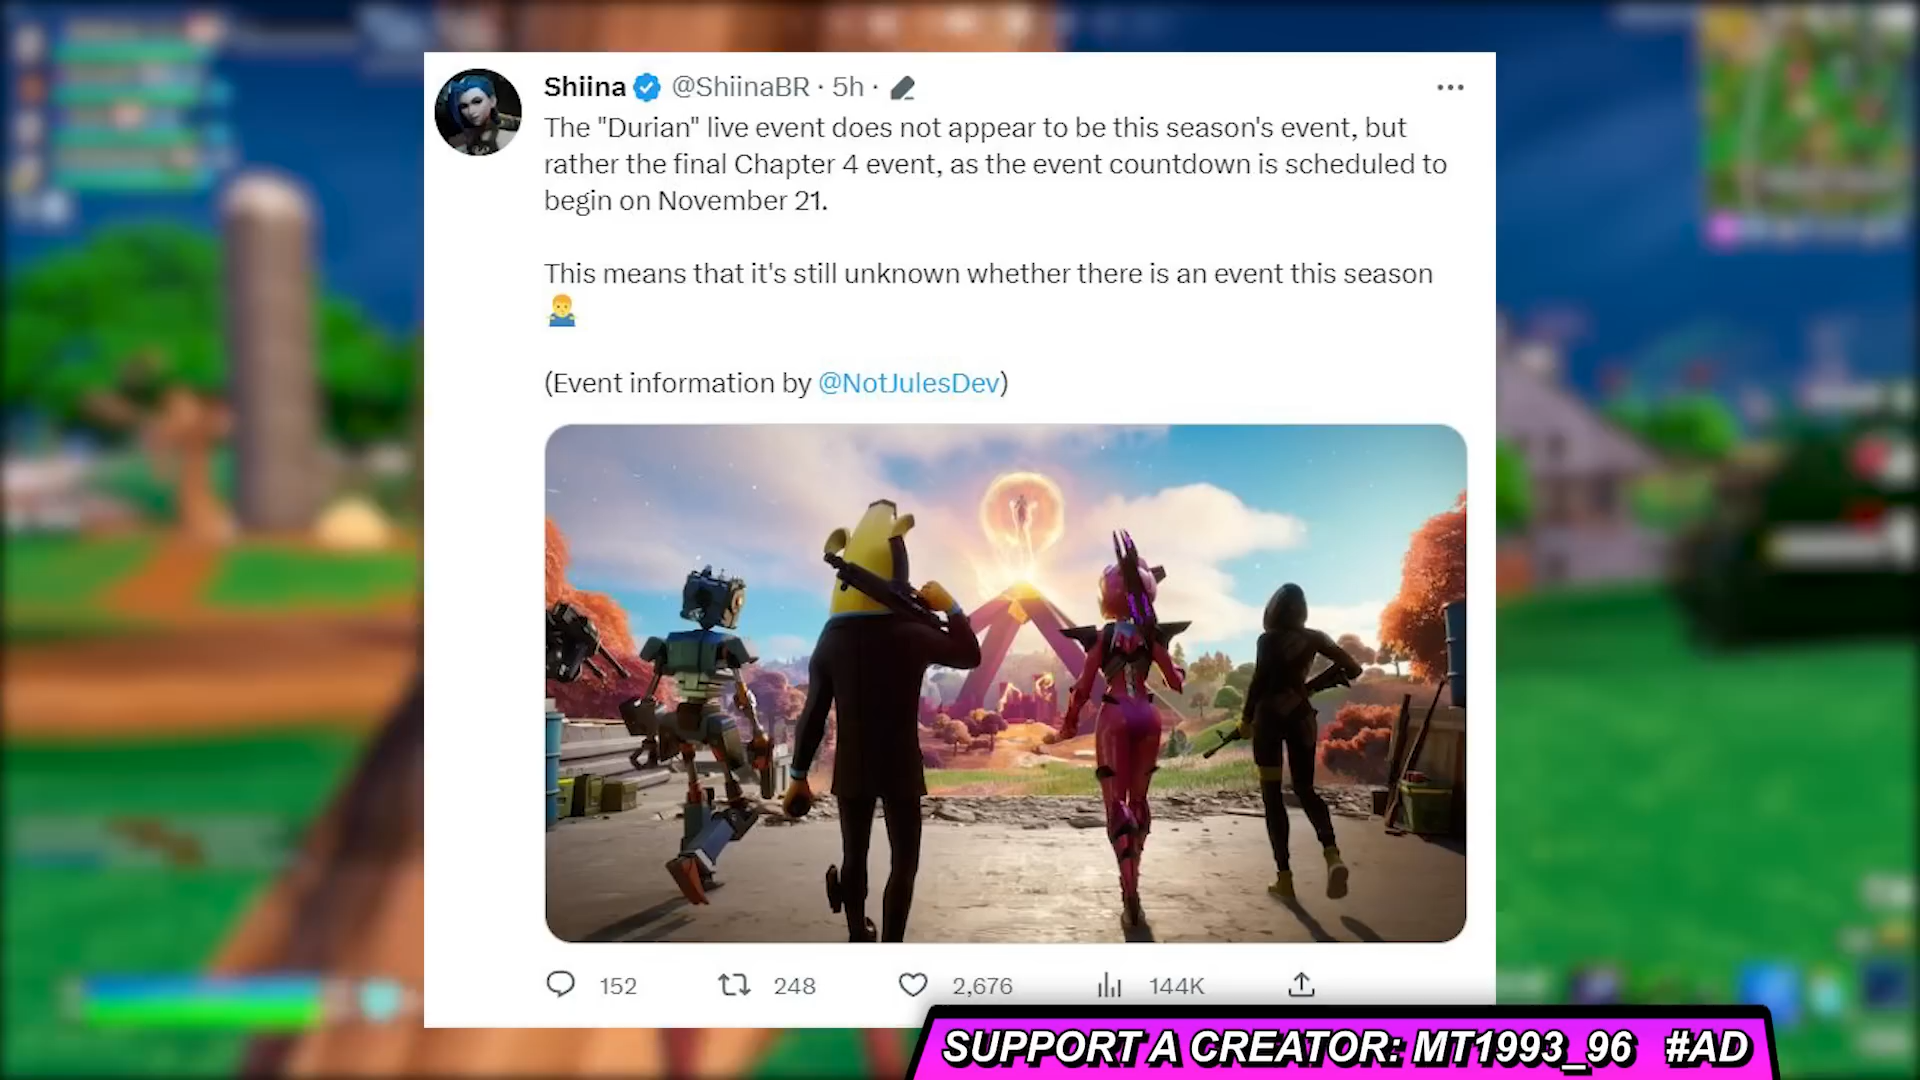 Shiina @ShiinaBR · 5h ·
The "Durian" live event does not appear to be this season's event, but
rather the final Chapter 4 event, as the event countdown is scheduled to
begin on November 21.
This means that it's still unknown whether there is an event this season
🤷‍♂️
(Event information by @NotJulesDev)
152 248 2,676 144K
SUPPORT A CREATOR: MT1993_96 #AD